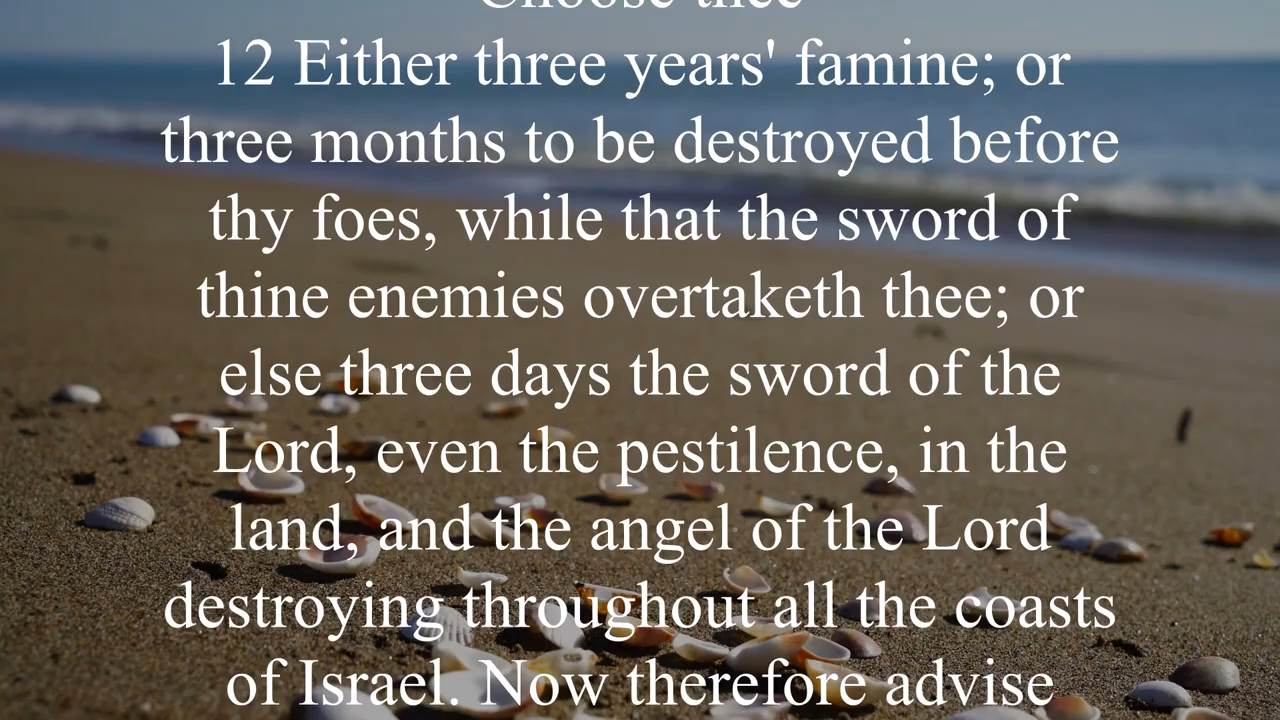 Choose thee
12 Either three years' famine; or
three months to be destroyed before
thy foes, while that the sword of
thine enemies overtaketh thee; or
else three days the sword of the
Lord, even the pestilence, in the
land, and the angel of the Lord
destroying throughout all the coasts
of Israel. Now therefore advise